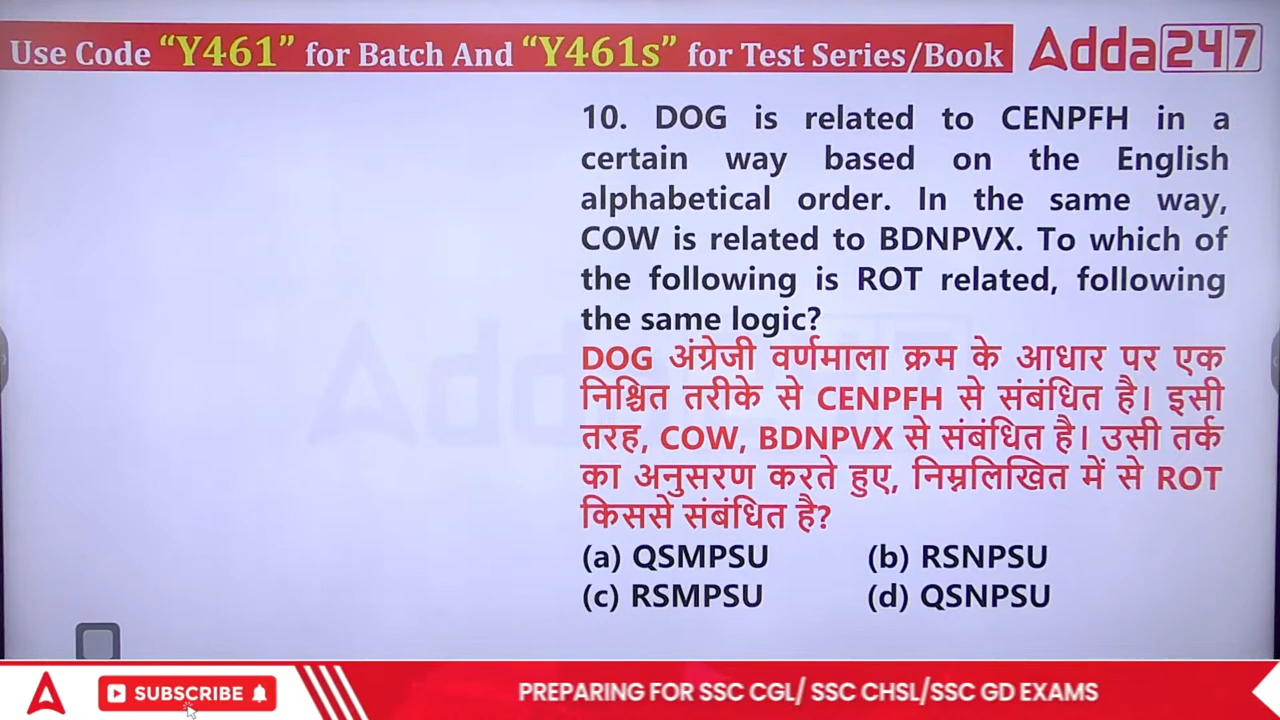 Use Code “Y461” for Batch And “Y461s” for Test Series/Book
Adda247
10. DOG is related to CENPFH in a
certain way based on the English
alphabetical order. In the same way,
COW is related to BDNPVX. To which of
the following is ROT related, following
the same logic?
DOG अंग्रेजी वर्णमाला क्रम के आधार पर एक
निश्चित तरीके से CENPFH से संबंधित है। इसी
तरह, COW, BDNPVX से संबंधित है। उसी तर्क
का अनुसरण करते हुए, निम्नलिखित में से ROT
किससे संबंधित है?
(a) QSMPSU (b) RSNPSU
(c) RSMPSU (d) QSNPSU
SUBSCRIBE
PREPARING FOR SSC CGL/ SSC CHSL/SSC GD EXAMS